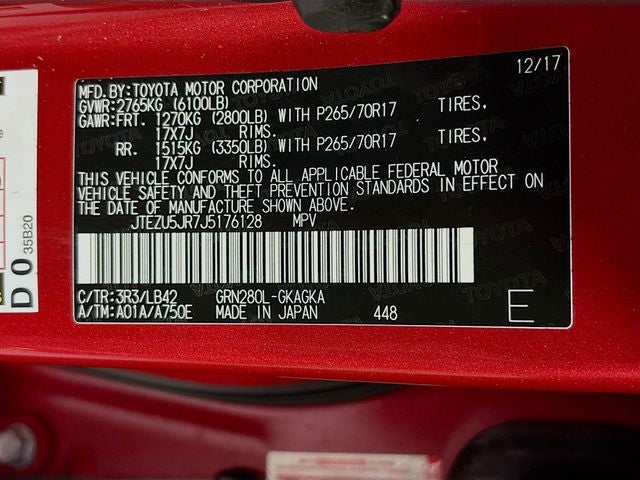 12/17
MFD.BY:TOYOTA MOTOR CORPORATION
GVWR:2765KG (6100LB)
GAWR:FRT. 1270KG (2800LB) WITH P265/70R17 TIRES,
17X7J RIMS.
RR. 1515KG (3350LB) WITH P265/70R17 TIRES,
17X7J RIMS.
THIS VEHICLE CONFORMS TO ALL APPLICABLE FEDERAL MOTOR
VEHICLE SAFETY AND THEFT PREVENTION STANDARDS IN EFFECT ON
THE DATE OF MANUFACTURE SHOWN ABOVE.
JTEZU5JR7J5176128 MPV
C/TR:3R3/LB42 GRN280L-GKAGKA
A/TM:A01A/A750E MADE IN JAPAN 448 E
D 0 35B20